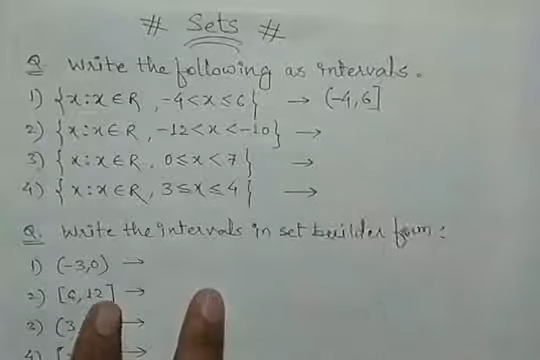 # Sets #
Q. Write the following as intervals.
1) {x:x∈R, -4<x≤6} → (-4,6]
2) {x:x∈R, -12<x<-10} →
3) {x:x∈R, 0≤x<7} →
4) {x:x∈R, 3≤x≤4} →
Q. Write the intervals in set builder form:
1) (-3,0) →
2) [6,12] →
3) (3, →
4) [ →